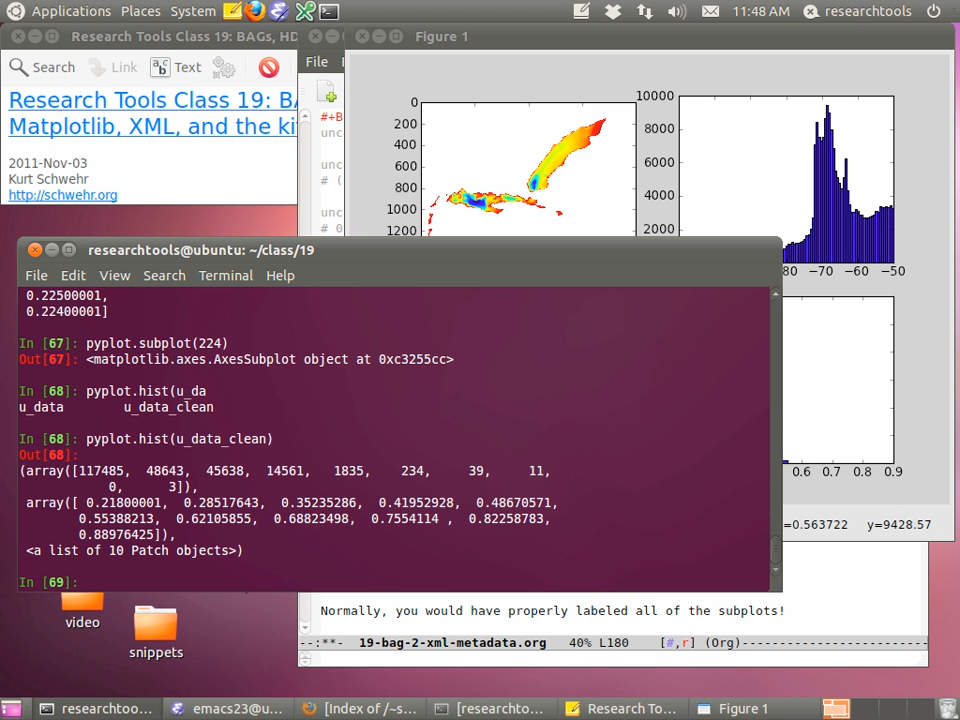 Applications Places System 11:48 AM researchtools
Research Tools Class 19: BAGs, HD
Figure 1
Search Link Text
File
Research Tools Class 19: BA
Matplotlib, XML, and the ki
2011-Nov-03
Kurt Schwehr
http://schwehr.org
#+B
unc
unc
# (
unc
# 0
0
200
400
600
800
1000
1200
10000
8000
6000
4000
2000
80 −70 −60 −50
0.6 0.7 0.8 0.9
=0.563722 y=9428.57
researchtools@ubuntu: ~/class/19
File Edit View Search Terminal Help
0.22500001,
0.22400001]
In [67]: pyplot.subplot(224)
Out[67]: <matplotlib.axes.AxesSubplot object at 0xc3255cc>
In [68]: pyplot.hist(u_da
u_data u_data_clean
In [68]: pyplot.hist(u_data_clean)
Out[68]:
(array([117485, 48643, 45638, 14561, 1835, 234, 39, 11,
0, 3]),
array([ 0.21800001, 0.28517643, 0.35235286, 0.41952928, 0.48670571,
0.55388213, 0.62105855, 0.68823498, 0.7554114 , 0.82258783,
0.88976425]),
<a list of 10 Patch objects>)
In [69]:
Normally, you would have properly labeled all of the subplots!
--:**- 19-bag-2-xml-metadata.org 40% L180 [#,r] (Org)----------------------------
video
snippets
researchto... emacs23@u... [Index of /~s... [researchto... Research To... Figure 1